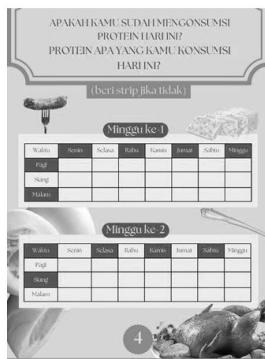 APAKAH KAMU SUDAH MENGONSUMSI
PROTEIN HARI INI?
PROTEIN APA YANG KAMU KONSUMSI
HARI INI?
(beri strip jika tidak)
Minggu ke-1
Waktu Senin Selasa Rabu Kamis Jumat Sabtu Minggu
Pagi
Siang
Malam
Minggu ke-2
Waktu Senin Selasa Rabu Kamis Jumat Sabtu Minggu
Pagi
Siang
Malam
4